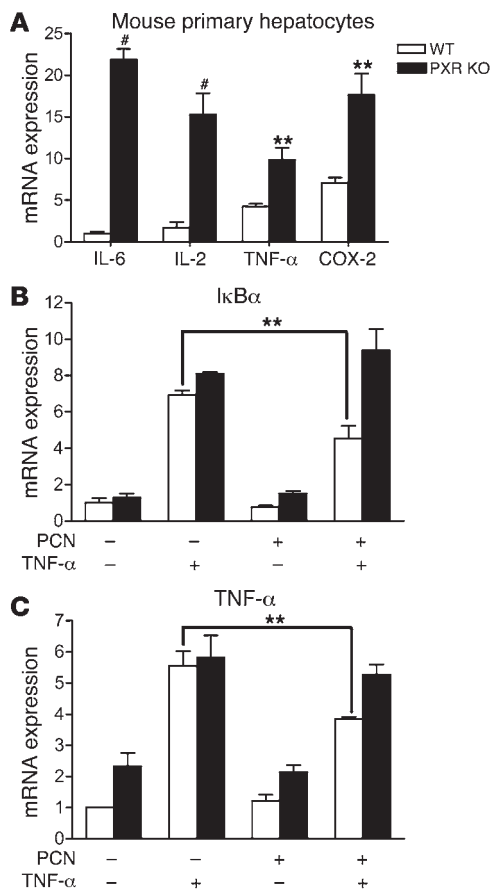 A Mouse primary hepatocytes
WT
PXR KO
mRNA expression
25
20
15
10
5
0
# # ** **
IL-6 IL-2 TNF-α COX-2
B IκBα
mRNA expression
12
10
8
6
4
2
0
**
PCN – – + +
TNF-α – + – +
C TNF-α
mRNA expression
7
6
5
4
3
2
1
0
**
PCN – – + +
TNF-α – + – +